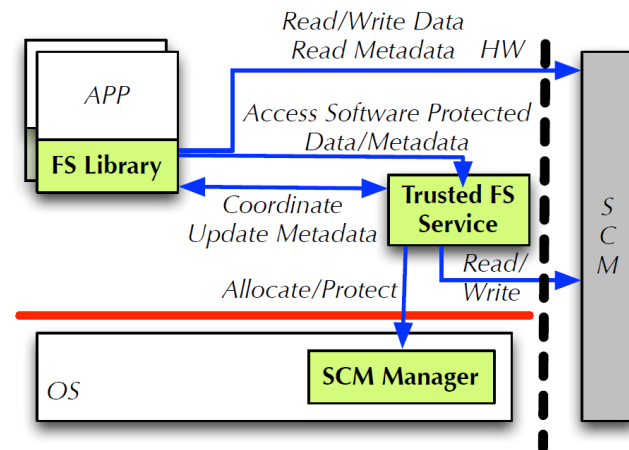 Read/Write Data
Read Metadata HW
APP
Access Software Protected
Data/Metadata
FS Library
Trusted FS
Service
Coordinate
Update Metadata
S
C
M
Read/
Write
Allocate/Protect
SCM Manager
OS